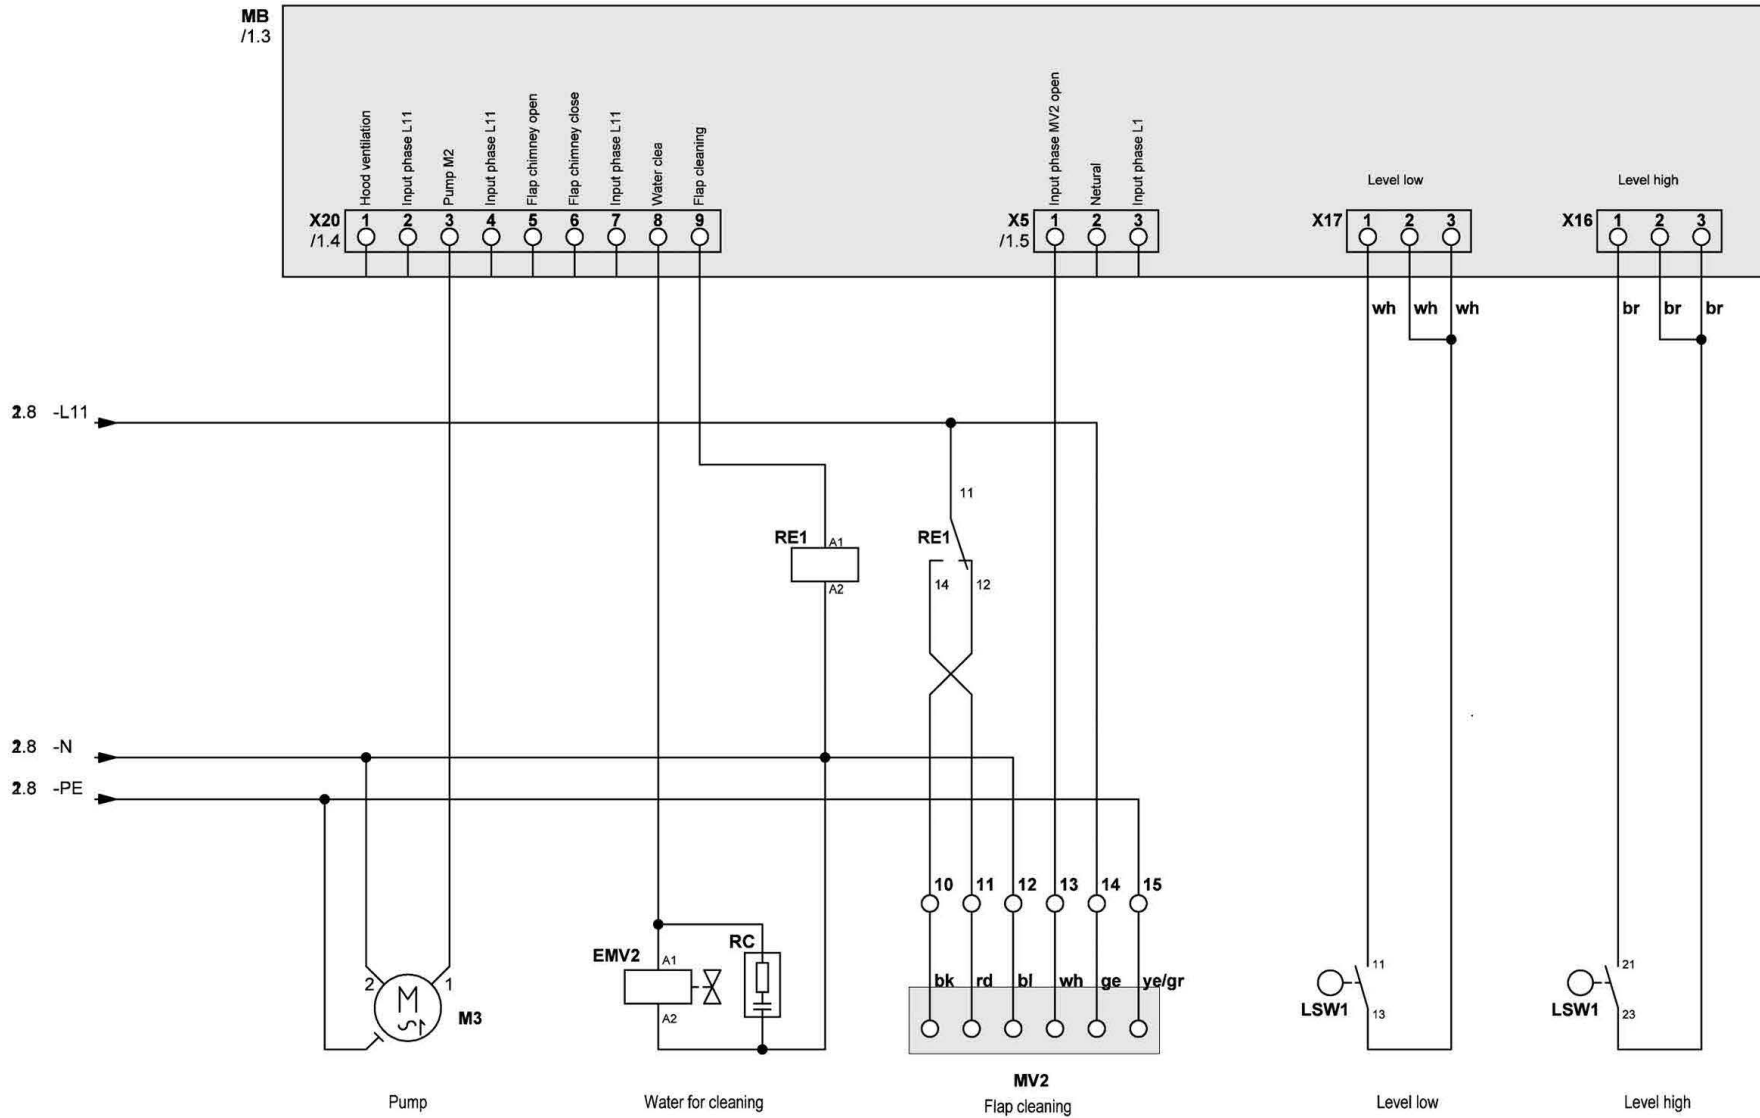 MB
/1.3
Hood ventilation
Input phase L11
Pump M2
Input phase L11
Flap chimney open
Flap chimney close
Input phase L11
Water clea
Flap cleaning
Input phase MV2 open
Netural
Input phase L1
Level low
Level high
X20 1 2 3 4 5 6 7 8 9
/1.4
X5 1 2 3
/1.5
X17 1 2 3
X16 1 2 3
wh wh wh
br br br
-L11
11
RE1 A1
A2
RE1
14 12
-N
-PE
10 11 12 13 14 15
bk rd bl wh ge ye/gr
2 1
M
M3
EMV2 A1
A2
RC
LSW1
11
13
LSW1
21
23
MV2
Pump
Water for cleaning
Flap cleaning
Level low
Level high